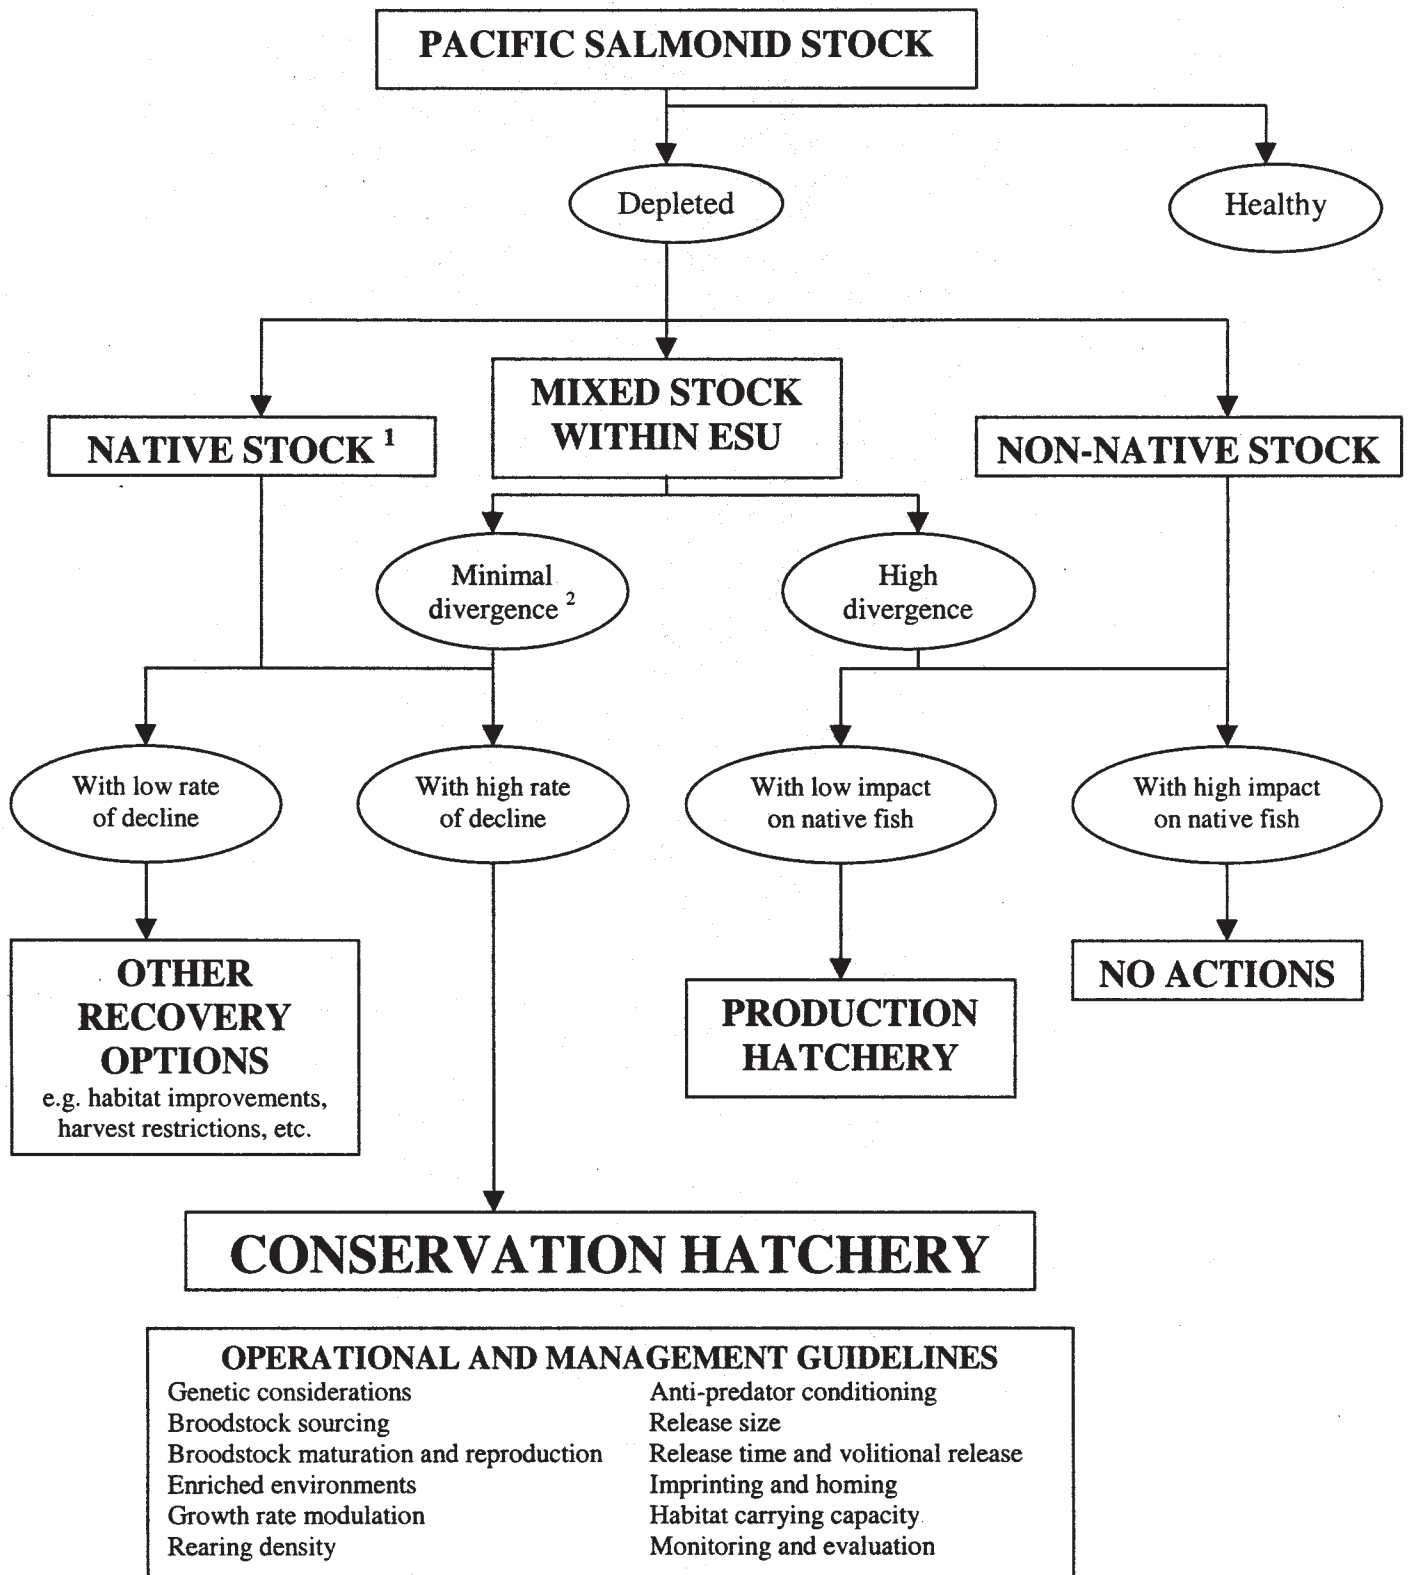 PACIFIC SALMONID STOCK
Depleted
Healthy
NATIVE STOCK 1
MIXED STOCK
WITHIN ESU
NON-NATIVE STOCK
Minimal
divergence 2
High
divergence
With low rate
of decline
With high rate
of decline
With low impact
on native fish
With high impact
on native fish
OTHER
RECOVERY
OPTIONS
e.g. habitat improvements,
harvest restrictions, etc.
PRODUCTION
HATCHERY
NO ACTIONS
CONSERVATION HATCHERY
OPERATIONAL AND MANAGEMENT GUIDELINES
Genetic considerations
Broodstock sourcing
Broodstock maturation and reproduction
Enriched environments
Growth rate modulation
Rearing density
Anti-predator conditioning
Release size
Release time and volitional release
Imprinting and homing
Habitat carrying capacity
Monitoring and evaluation